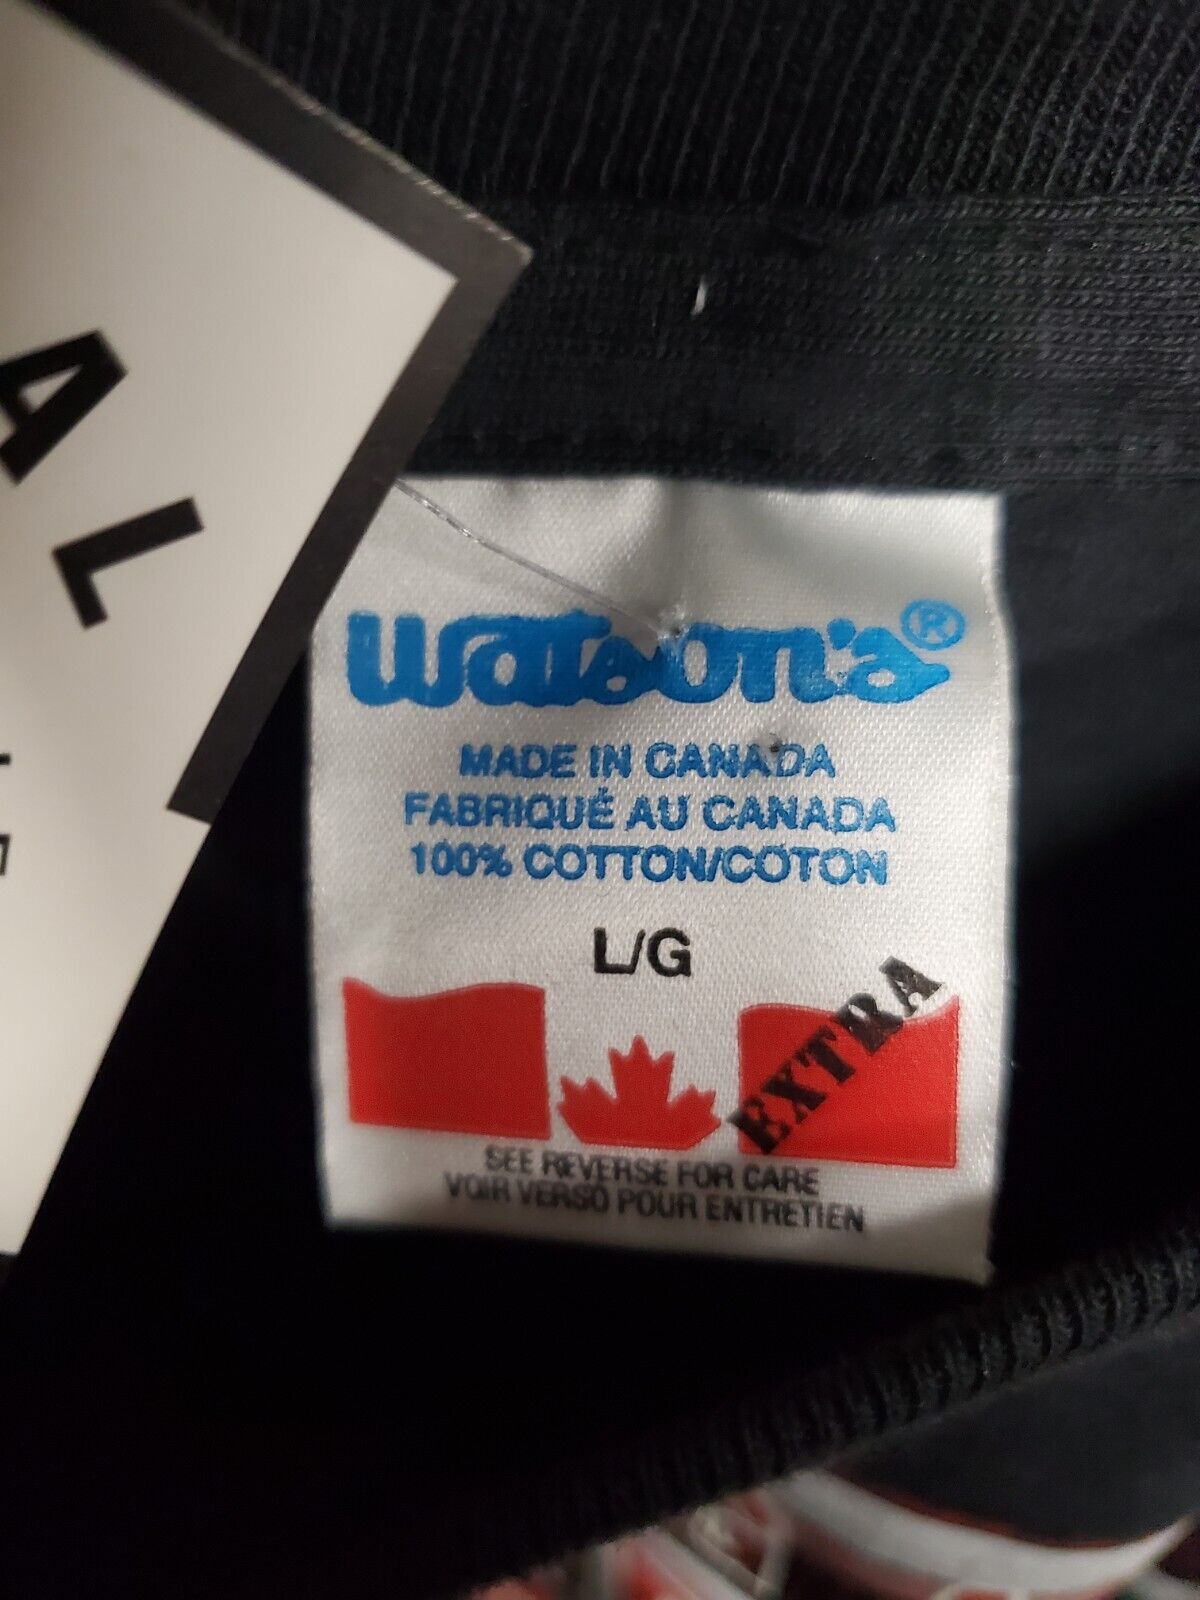 AL
watson's®
MADE IN CANADA
FABRIQUÉ AU CANADA
100% COTTON/COTON
L/G
EXTRA
SEE REVERSE FOR CARE
VOIR VERSO POUR ENTRETIEN